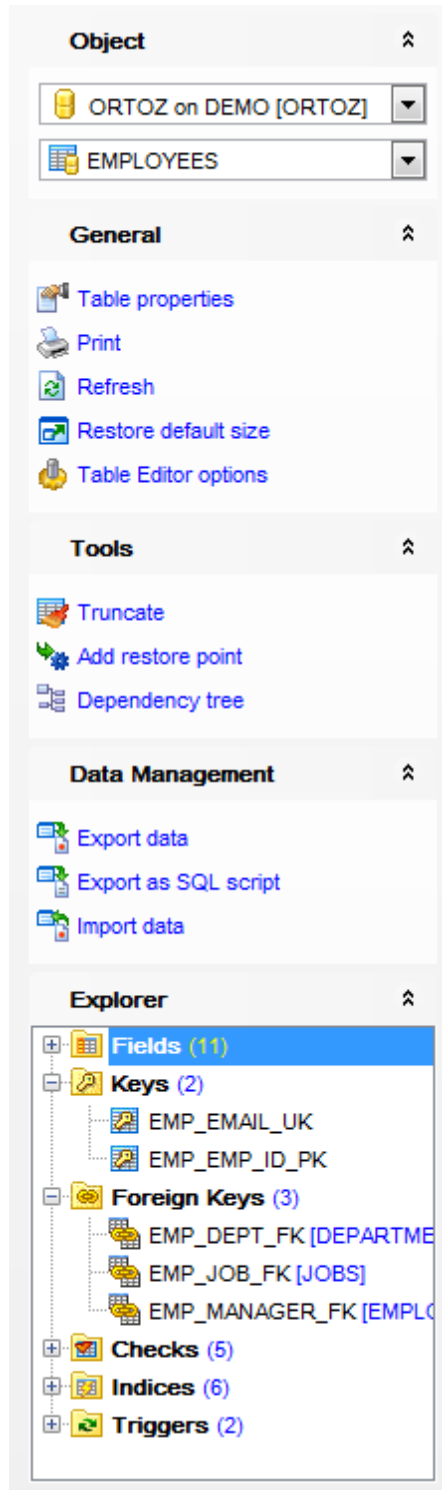 Object
ORTOZ on DEMO [ORTOZ]
EMPLOYEES
General
Table properties
Print
Refresh
Restore default size
Table Editor options
Tools
Truncate
Add restore point
Dependency tree
Data Management
Export data
Export as SQL script
Import data
Explorer
Fields (11)
Keys (2)
EMP_EMAIL_UK
EMP_EMP_ID_PK
Foreign Keys (3)
EMP_DEPT_FK [DEPARTME
EMP_JOB_FK [JOBS]
EMP_MANAGER_FK [EMPLO
Checks (5)
Indices (6)
Triggers (2)